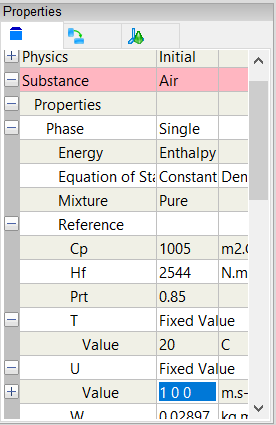 Properties
Physics Initial
Substance Air
Properties
Phase Single
Energy Enthalpy
Equation of Sta Constant Den
Mixture Pure
Reference
Cp 1005 m2.
Hf 2544 N.m
Prt 0.85
T Fixed Value
Value 20 C
U Fixed Value
Value 1 0 0 m.s-
W 0.02897 kg.m